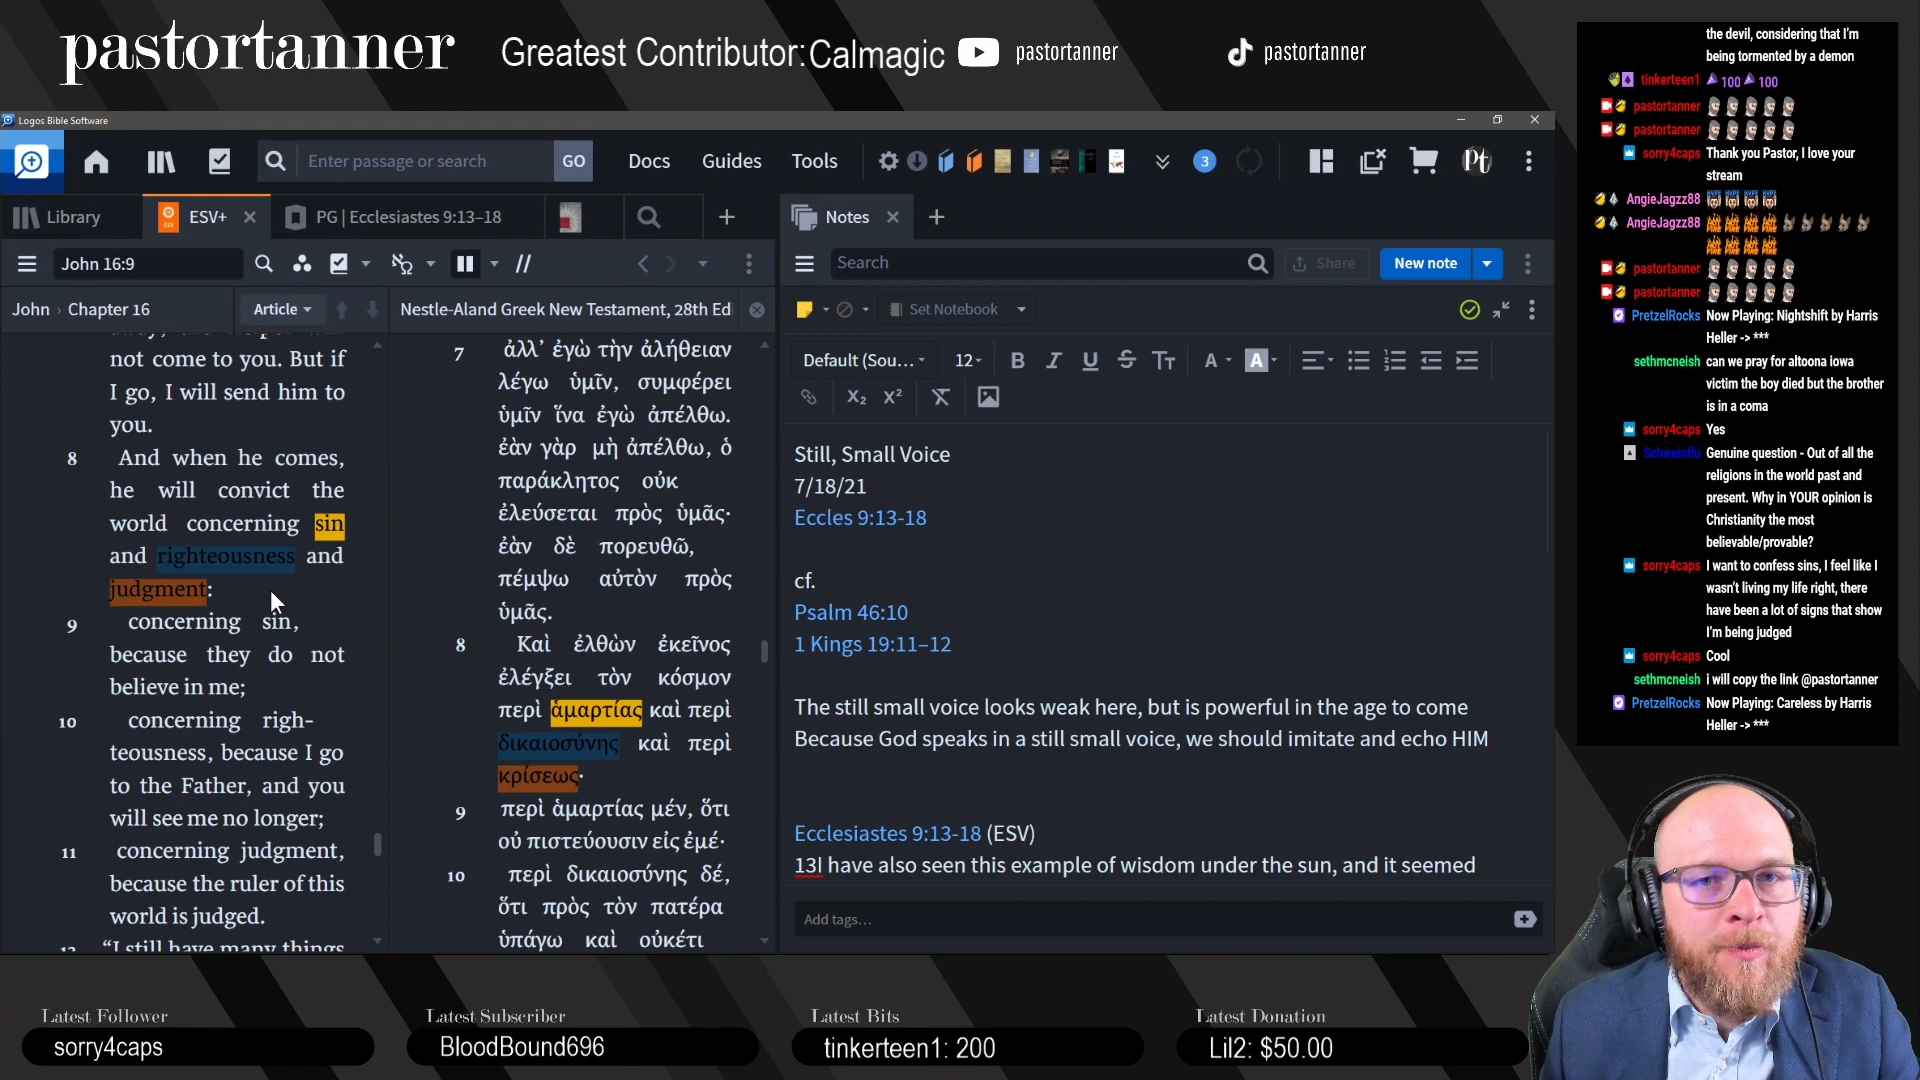 pastortanner
Greatest Contributor: Calmagic
pastortanner
pastortanner
Logos Bible Software
Enter passage or search
GO
Docs
Guides
Tools
3
Pt
Library
ESV+
PG | Ecclesiastes 9:13–18
John 16:9
John › Chapter 16
Article
Nestle-Aland Greek New Testament, 28th Ed
not come to you. But if
I go, I will send him to
you.
8 And when he comes,
he will convict the
world concerning sin
and righteousness and
judgment:
9 concerning sin,
because they do not
believe in me;
10 concerning righ-
teousness, because I go
to the Father, and you
will see me no longer;
11 concerning judgment,
because the ruler of this
world is judged.
“I still have many things
7 ἀλλ’ ἐγὼ τὴν ἀλήθειαν
λέγω ὑμῖν, συμφέρει
ὑμῖν ἵνα ἐγὼ ἀπέλθω.
ἐὰν γὰρ μὴ ἀπέλθω, ὁ
παράκλητος οὐκ
ἐλεύσεται πρὸς ὑμᾶς·
ἐὰν δὲ πορευθῶ,
πέμψω αὐτὸν πρὸς
ὑμᾶς.
8 Καὶ ἐλθὼν ἐκεῖνος
ἐλέγξει τὸν κόσμον
περὶ ἁμαρτίας καὶ περὶ
δικαιοσύνης καὶ περὶ
κρίσεως·
9 περὶ ἁμαρτίας μέν, ὅτι
οὐ πιστεύουσιν εἰς ἐμέ·
10 περὶ δικαιοσύνης δέ,
ὅτι πρὸς τὸν πατέρα
ὑπάγω καὶ οὐκέτι
Notes
Search
Share
New note
Set Notebook
Default (Sou...
12
Still, Small Voice
7/18/21
Eccles 9:13-18
cf.
Psalm 46:10
1 Kings 19:11–12
The still small voice looks weak here, but is powerful in the age to come
Because God speaks in a still small voice, we should imitate and echo HIM
Ecclesiastes 9:13-18 (ESV)
13I have also seen this example of wisdom under the sun, and it seemed
Add tags...
the devil, considering that I'm
being tormented by a demon
tinkerteen1 100 100
pastortanner
pastortanner
sorry4caps Thank you Pastor, I love your
stream
AngieJagzz88
AngieJagzz88
pastortanner
pastortanner
PretzelRocks Now Playing: Nightshift by Harris
Heller -> ***
sethmcneish can we pray for altoona iowa
victim the boy died but the brother
is in a coma
sorry4caps Yes
Schweinflu Genuine question - Out of all the
religions in the world past and
present. Why in YOUR opinion is
Christianity the most
believable/provable?
sorry4caps I want to confess sins, I feel like I
wasn't living my life right, there
have been a lot of signs that show
I'm being judged
sorry4caps Cool
sethmcneish i will copy the link @pastortanner
PretzelRocks Now Playing: Careless by Harris
Heller -> ***
Latest Follower
sorry4caps
Latest Subscriber
BloodBound696
Latest Bits
tinkerteen1: 200
Latest Donation
Lil2: $50.00